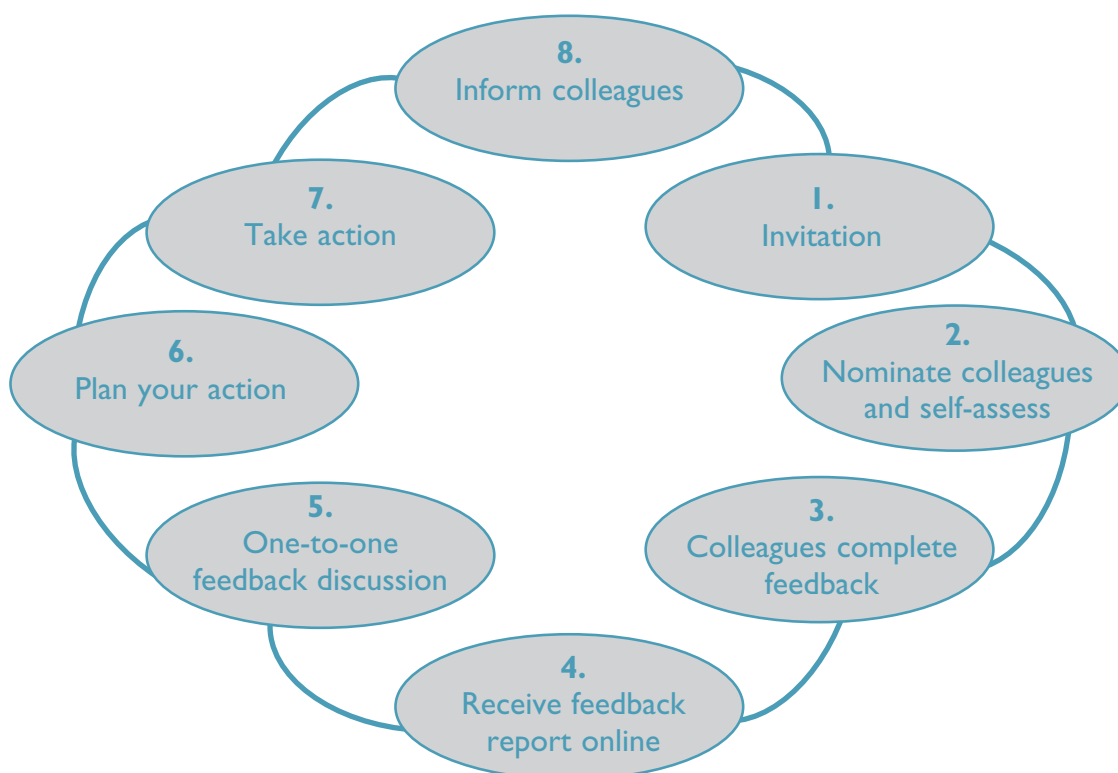 8.
Inform colleagues
1.
Invitation
2.
Nominate colleagues
and self-assess
3.
Colleagues complete
feedback
4.
Receive feedback
report online
5.
One-to-one
feedback discussion
6.
Plan your action
7.
Take action